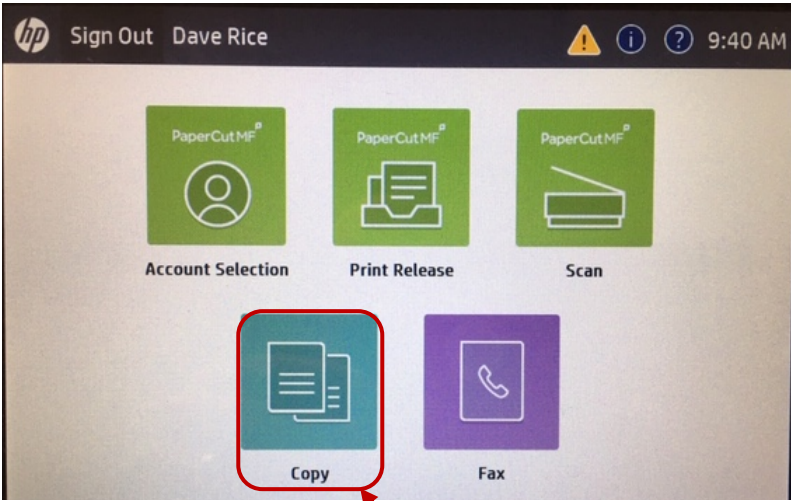 hp Sign Out Dave Rice ! i ? 9:40 AM
PaperCut MF PaperCut MF PaperCut MF
Account Selection Print Release Scan
Copy Fax